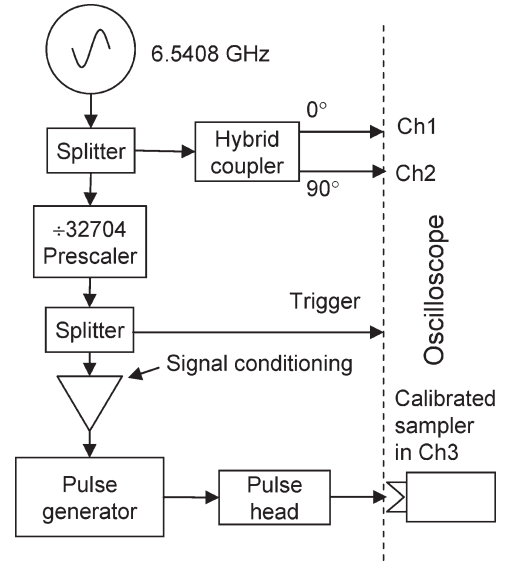 6.5408 GHz
0°
Ch1
Splitter
Hybrid
coupler
Ch2
90°
÷32704
Prescaler
Trigger
Splitter
Oscilloscope
Signal conditioning
Calibrated
sampler
in Ch3
Pulse
generator
Pulse
head